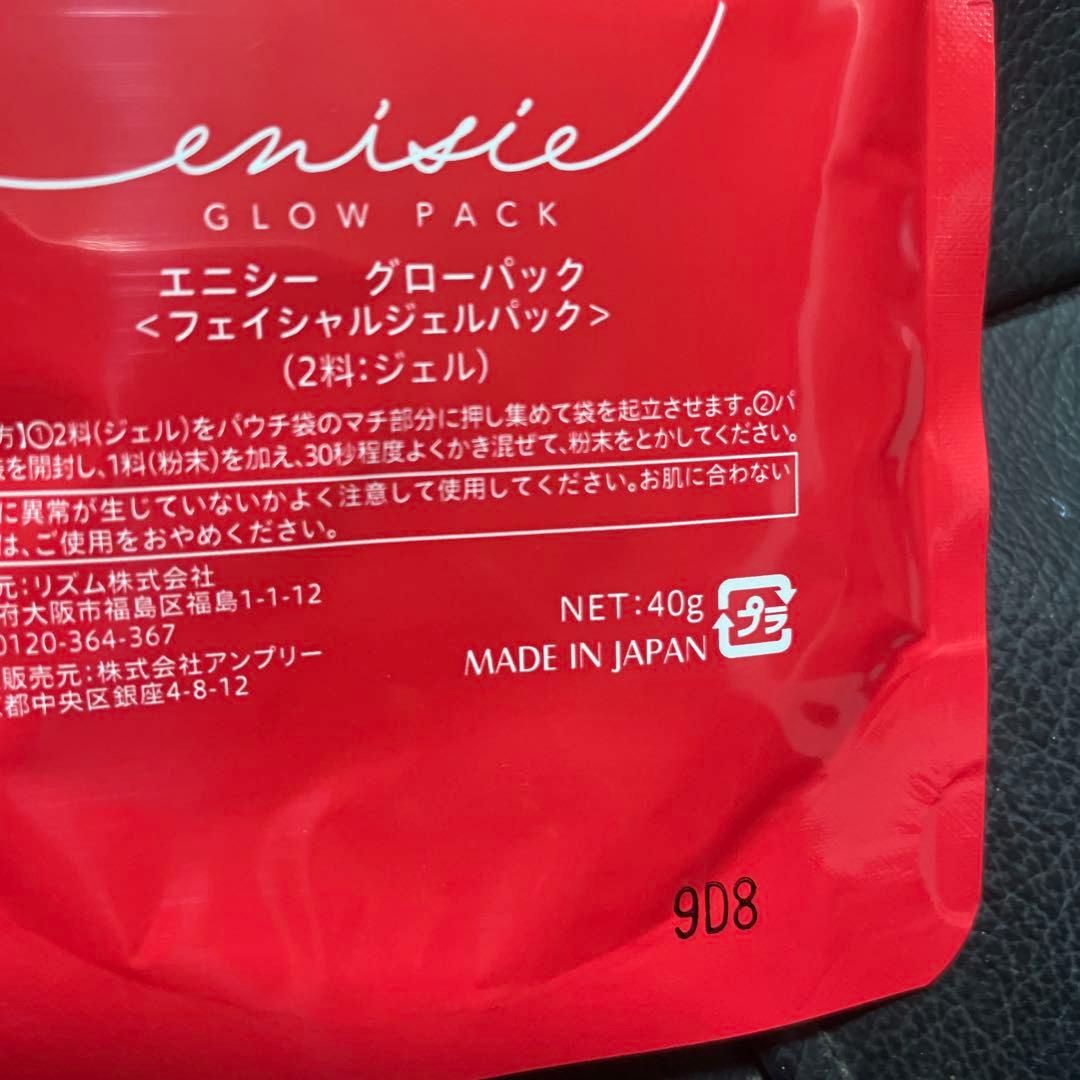 enisie
GLOW PACK
エニシー グローパック
<フェイシャルジェルパック>
(2料:ジェル)
方】①2料(ジェル)をパウチ袋のマチ部分に押し集めて袋を起立させます。②パ
を開封し、1料(粉末)を加え、30秒程度よくかき混ぜて、粉末をとかしてください。
に異常が生じていないかよく注意して使用してください。お肌に合わない
は、ご使用をおやめください。
元:リズム株式会社
府大阪市福島区福島1-1-12
0120-364-367
販売元:株式会社アンプリー
都中央区銀座4-8-12
NET:40g
プラ
MADE IN JAPAN
9D8